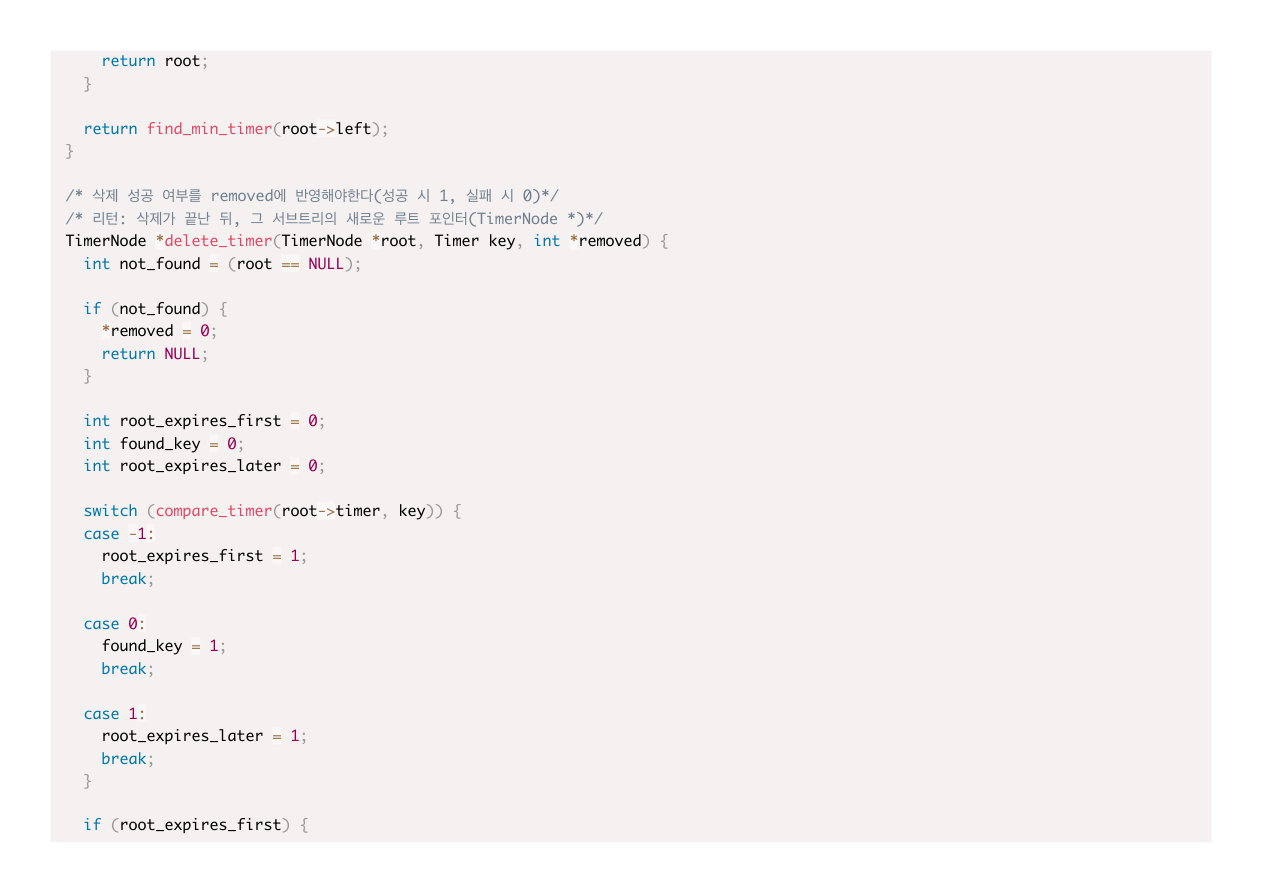 return root;
  }

  return find_min_timer(root->left);
}

/* 삭제 성공 여부를 removed에 반영해야한다(성공 시 1, 실패 시 0)*/
/* 리턴: 삭제가 끝난 뒤, 그 서브트리의 새로운 루트 포인터(TimerNode *)*/
TimerNode *delete_timer(TimerNode *root, Timer key, int *removed) {
  int not_found = (root == NULL);

  if (not_found) {
    *removed = 0;
    return NULL;
  }

  int root_expires_first = 0;
  int found_key = 0;
  int root_expires_later = 0;

  switch (compare_timer(root->timer, key)) {
  case -1:
    root_expires_first = 1;
    break;

  case 0:
    found_key = 1;
    break;

  case 1:
    root_expires_later = 1;
    break;
  }

  if (root_expires_first) {